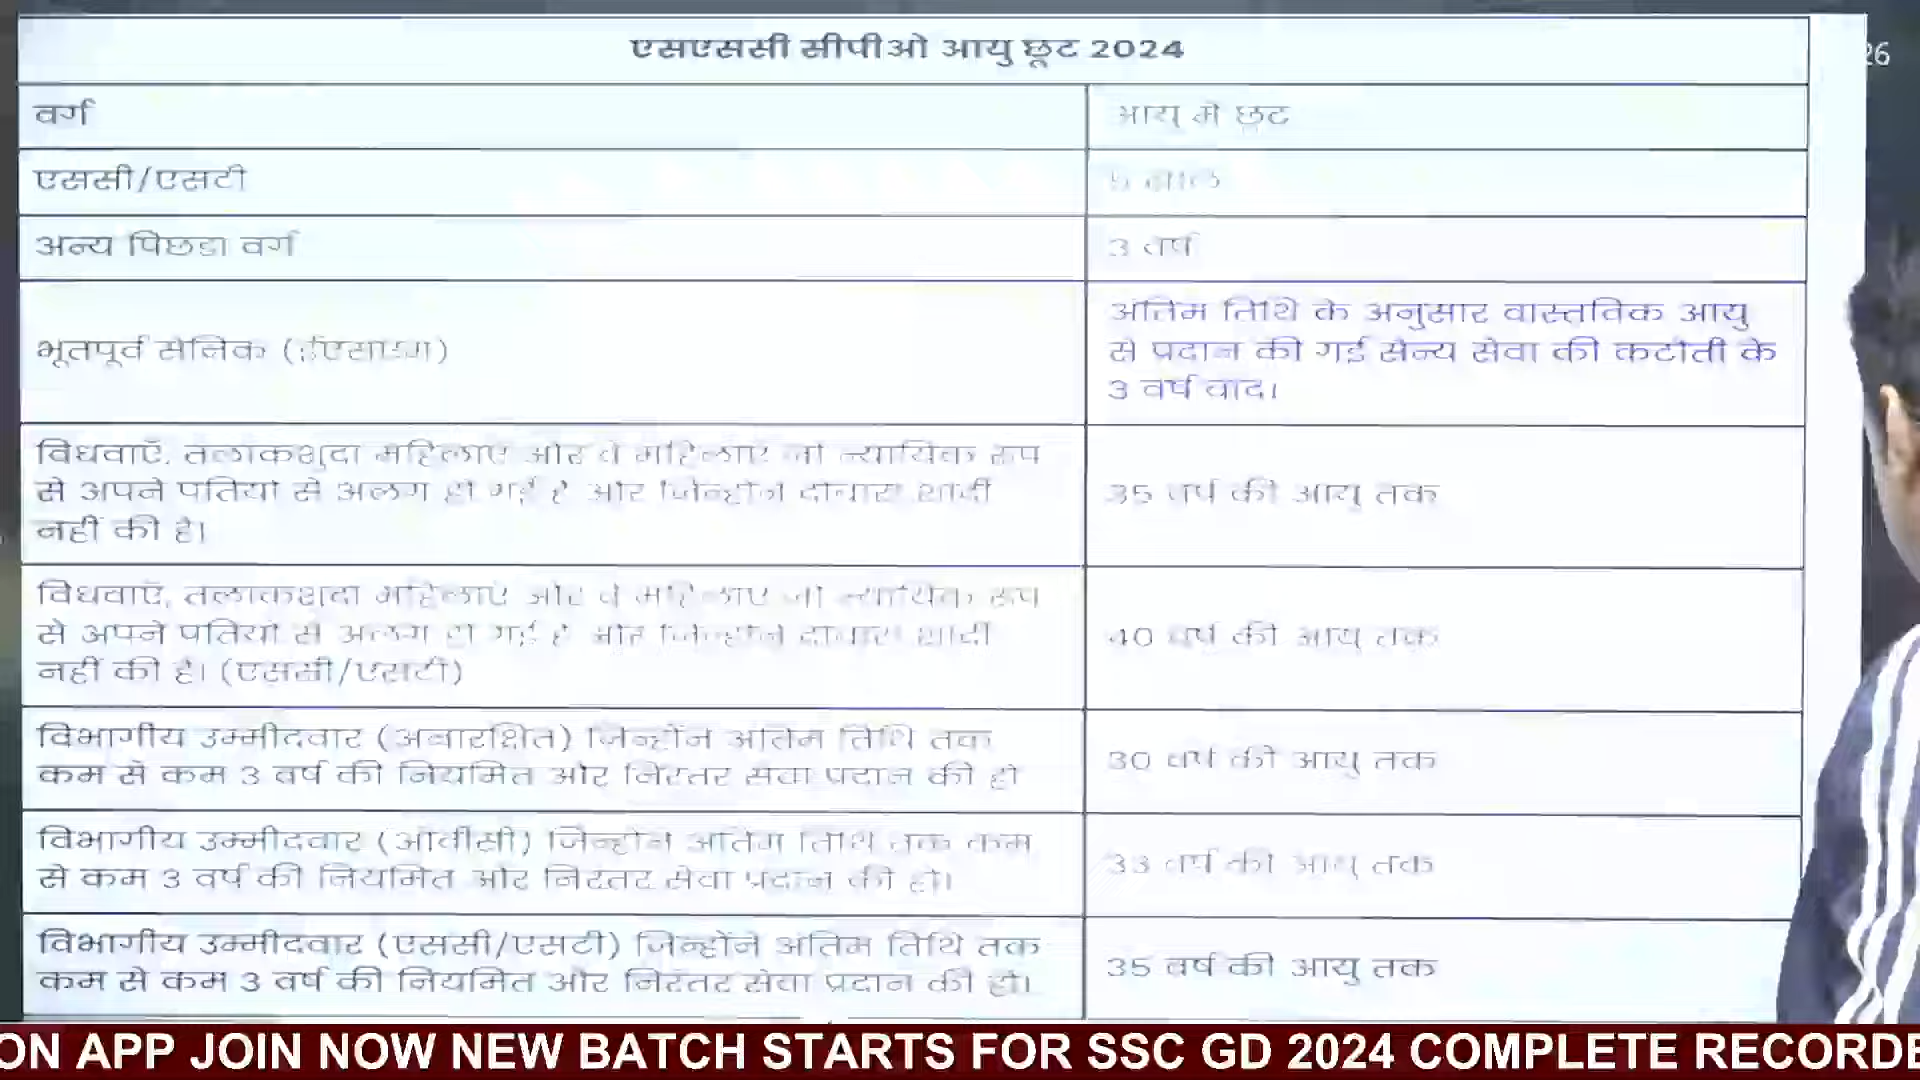 एसएससी सीपीओ आयु छूट 2024
26
वर्ग
आयु में छूट
एससी/एसटी
5 साल
अन्य पिछड़ा वर्ग
3 वर्ष
भूतपूर्व सैनिक
अंतिम तिथि के अनुसार वास्तविक आयु
से प्रदान की गई सैन्य सेवा की कटौती के
3 वर्ष बाद।
विधवाएँ, तलाकशुदा महिलाएं और वे महिलाएं जो न्यायिक रूप
से अपने पतियों से अलग हो गई हैं और जिन्होंने दोबारा शादी
नहीं की है।
35 वर्ष की आयु तक
विधवाएँ, तलाकशुदा महिलाएं और वे महिलाएं जो न्यायिक रूप
से अपने पतियों से अलग हो गई हैं और जिन्होंने दोबारा शादी
नहीं की है। (एससी/एसटी)
40 वर्ष की आयु तक
विभागीय उम्मीदवार (अनारक्षित) जिन्होंने अंतिम तिथि तक
कम से कम 3 वर्ष की नियमित और निरंतर सेवा प्रदान की हो
30 वर्ष की आयु तक
विभागीय उम्मीदवार (ओबीसी) जिन्होंने अंतिम तिथि तक कम
से कम 3 वर्ष की नियमित और निरंतर सेवा प्रदान की हो।
33 वर्ष की आयु तक
विभागीय उम्मीदवार (एससी/एसटी) जिन्होंने अंतिम तिथि तक
कम से कम 3 वर्ष की नियमित और निरंतर सेवा प्रदान की हो।
35 वर्ष की आयु तक
ON APP JOIN NOW NEW BATCH STARTS FOR SSC GD 2024 COMPLETE RECORDE